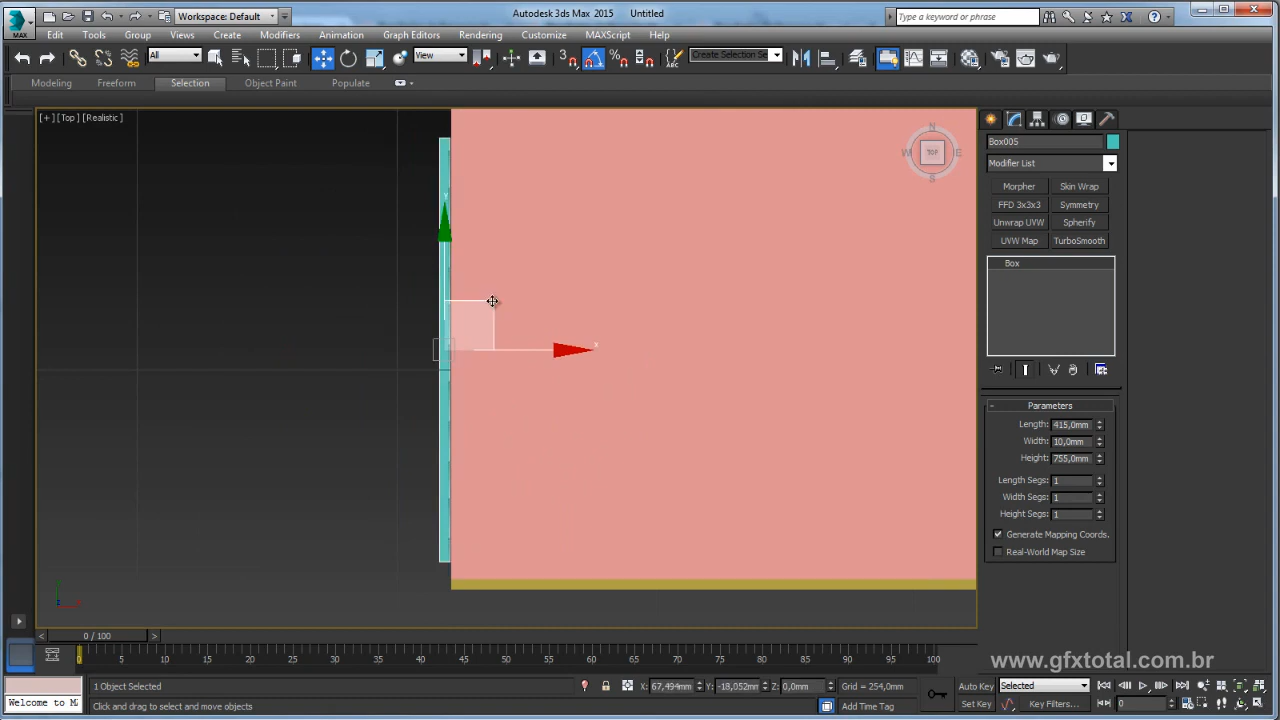 Workspace: Default
Autodesk 3ds Max 2015
Untitled
Type a keyword or phrase
MAX
Edit
Tools
Group
Views
Create
Modifiers
Animation
Graph Editors
Rendering
Customize
MAXScript
Help
All
View
Create Selection Se
Modeling
Freeform
Selection
Object Paint
Populate
[+] [Top] [Realistic]
N
W
TOP
E
S
y
x
Box005
Modifier List
Morpher
Skin Wrap
FFD 3x3x3
Symmetry
Unwrap UVW
Spherify
UVW Map
TurboSmooth
Box
Parameters
Length: 415,0mm
Width: 10,0mm
Height: 755,0mm
Length Segs: 1
Width Segs: 1
Height Segs: 1
Generate Mapping Coords.
Real-World Map Size
0 / 100
0 5 10 15 20 25 30 35 40 45 50 55 60 65 70 75 80 85 90 95 100
www.gfxtotal.com.br
1 Object Selected
X: 67,494mm
Y: -18,052mm
Z: 0,0mm
Grid = 254,0mm
Auto Key
Selected
Welcome to M
Click and drag to select and move objects
Add Time Tag
Set Key
Key Filters...
0